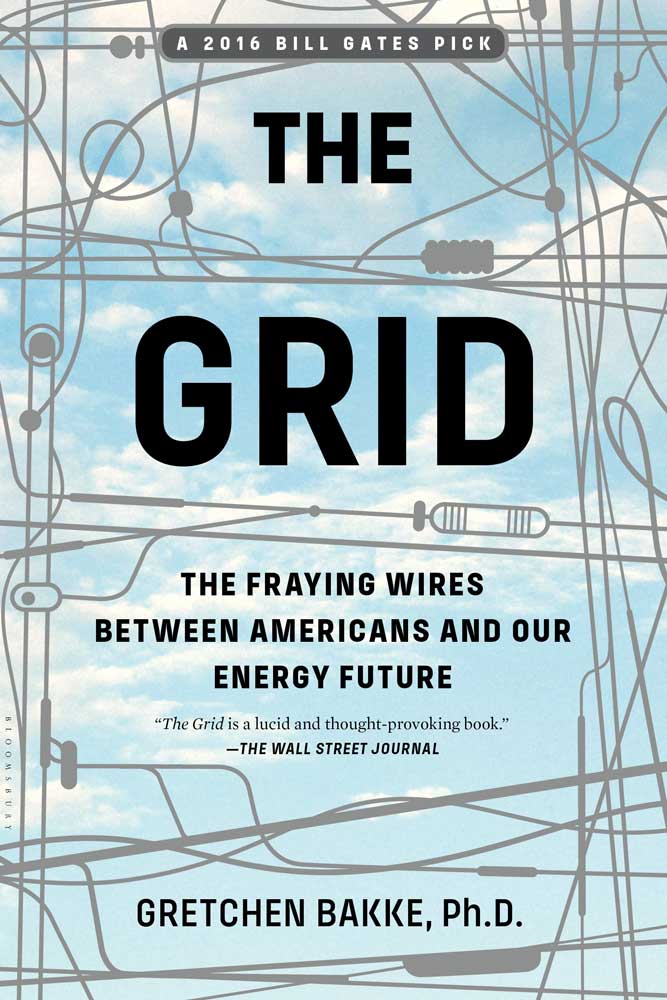 A 2016 BILL GATES PICK
THE
GRID
THE FRAYING WIRES
BETWEEN AMERICANS AND OUR
ENERGY FUTURE
“The Grid is a lucid and thought-provoking book.”
—THE WALL STREET JOURNAL
BLOOMSBURY
GRETCHEN BAKKE, Ph.D.